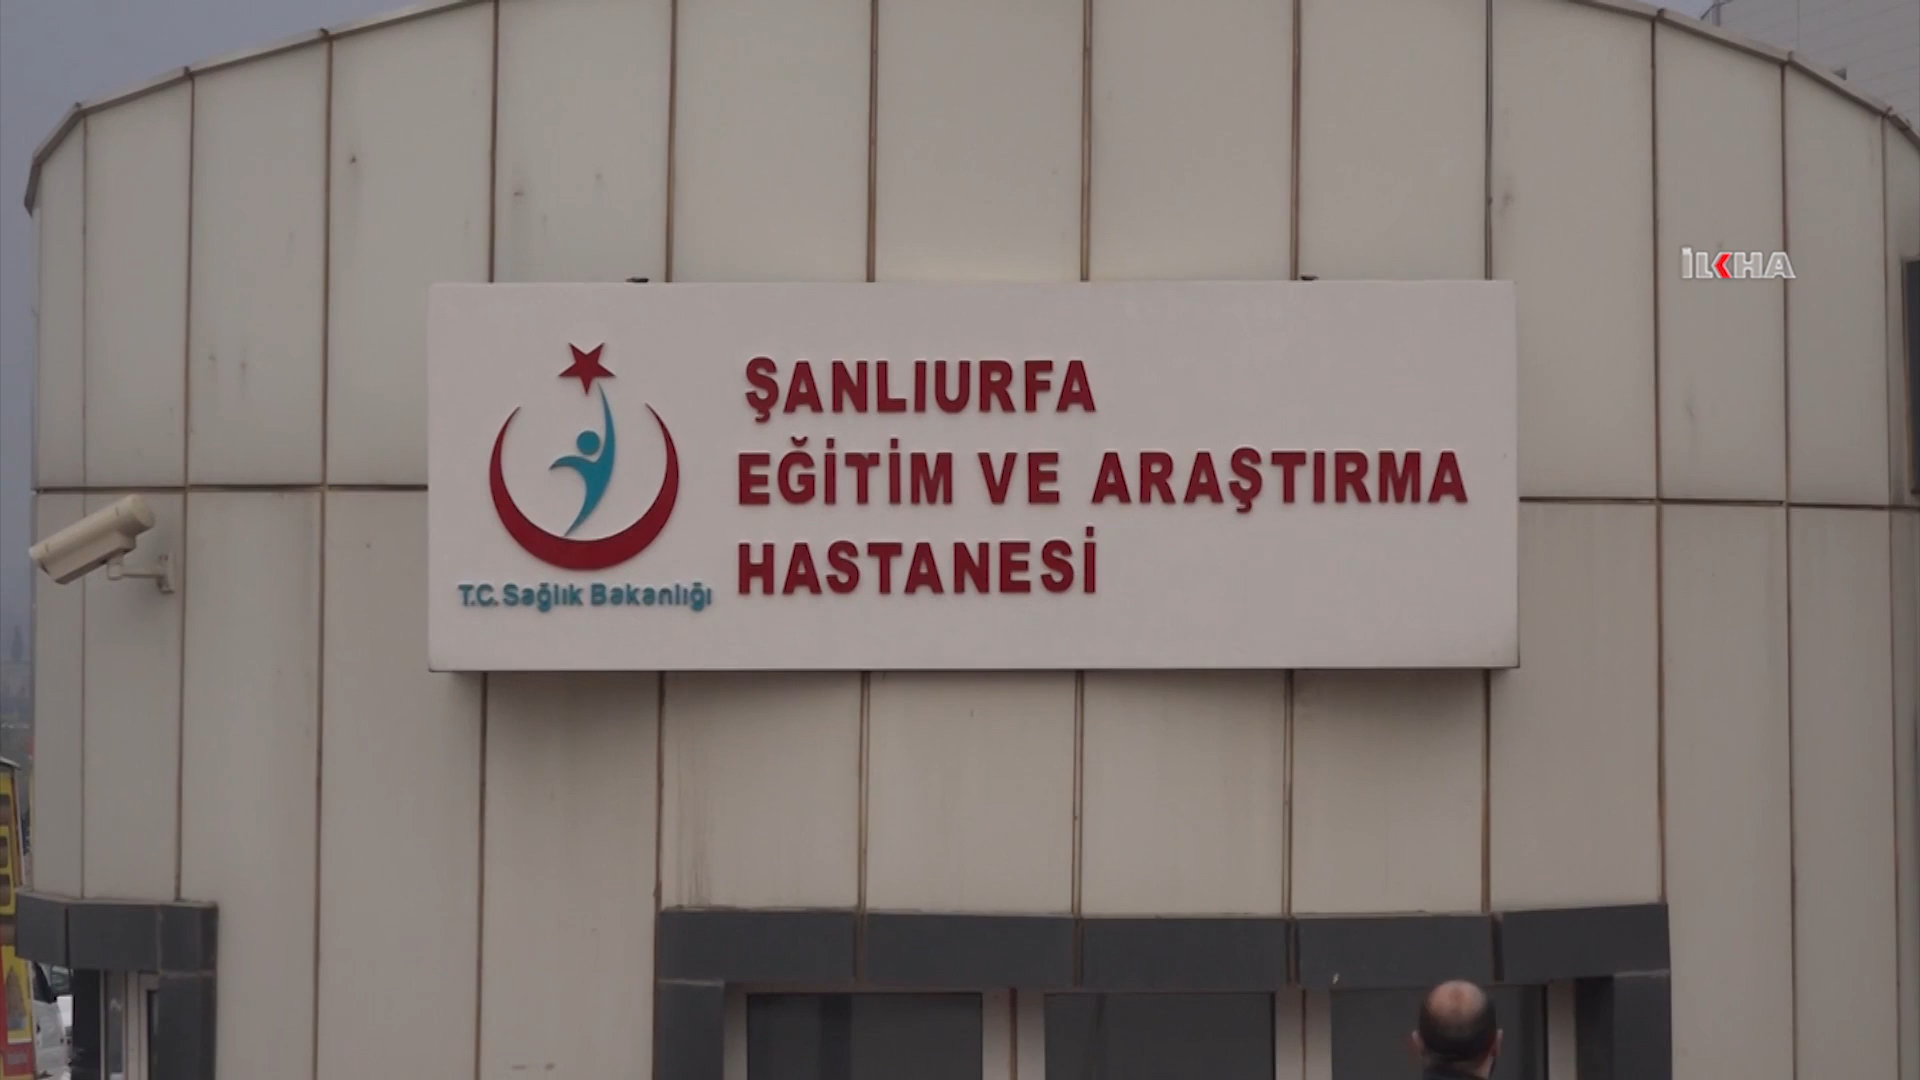 İLKHA
ŞANLIURFA
EĞİTİM VE ARAŞTIRMA
HASTANESİ
T.C. Sağlık Bakanlığı